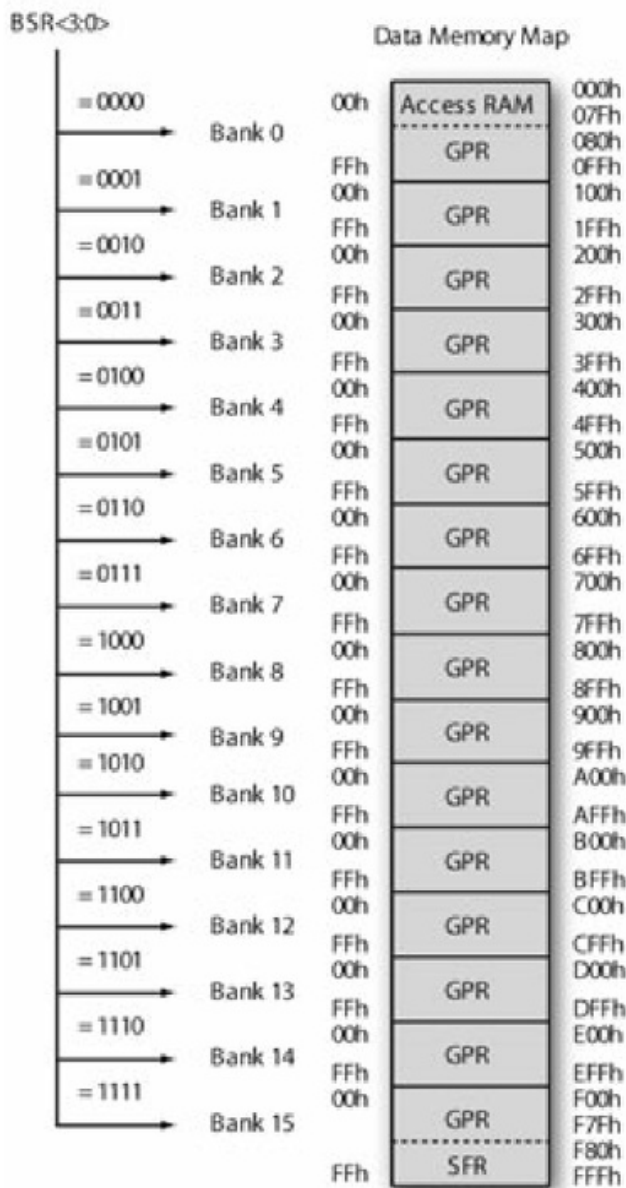 BSR<3:0>
Data Memory Map
= 0000
00h
Access RAM
000h
07Fh
Bank 0
080h
GPR
FFh
0FFh
= 0001
00h
100h
Bank 1
GPR
FFh
1FFh
= 0010
00h
200h
Bank 2
GPR
FFh
2FFh
= 0011
00h
300h
Bank 3
GPR
FFh
3FFh
= 0100
00h
400h
Bank 4
GPR
FFh
4FFh
= 0101
00h
500h
Bank 5
GPR
FFh
5FFh
= 0110
00h
600h
Bank 6
GPR
FFh
6FFh
= 0111
00h
700h
Bank 7
GPR
FFh
7FFh
= 1000
00h
800h
Bank 8
GPR
FFh
8FFh
= 1001
00h
900h
Bank 9
GPR
FFh
9FFh
= 1010
00h
A00h
Bank 10
GPR
FFh
AFFh
= 1011
00h
B00h
Bank 11
GPR
FFh
BFFh
= 1100
00h
C00h
Bank 12
GPR
FFh
CFFh
= 1101
00h
D00h
Bank 13
GPR
FFh
DFFh
= 1110
00h
E00h
Bank 14
GPR
FFh
EFFh
= 1111
00h
F00h
Bank 15
GPR
F7Fh
F80h
SFR
FFh
FFFh